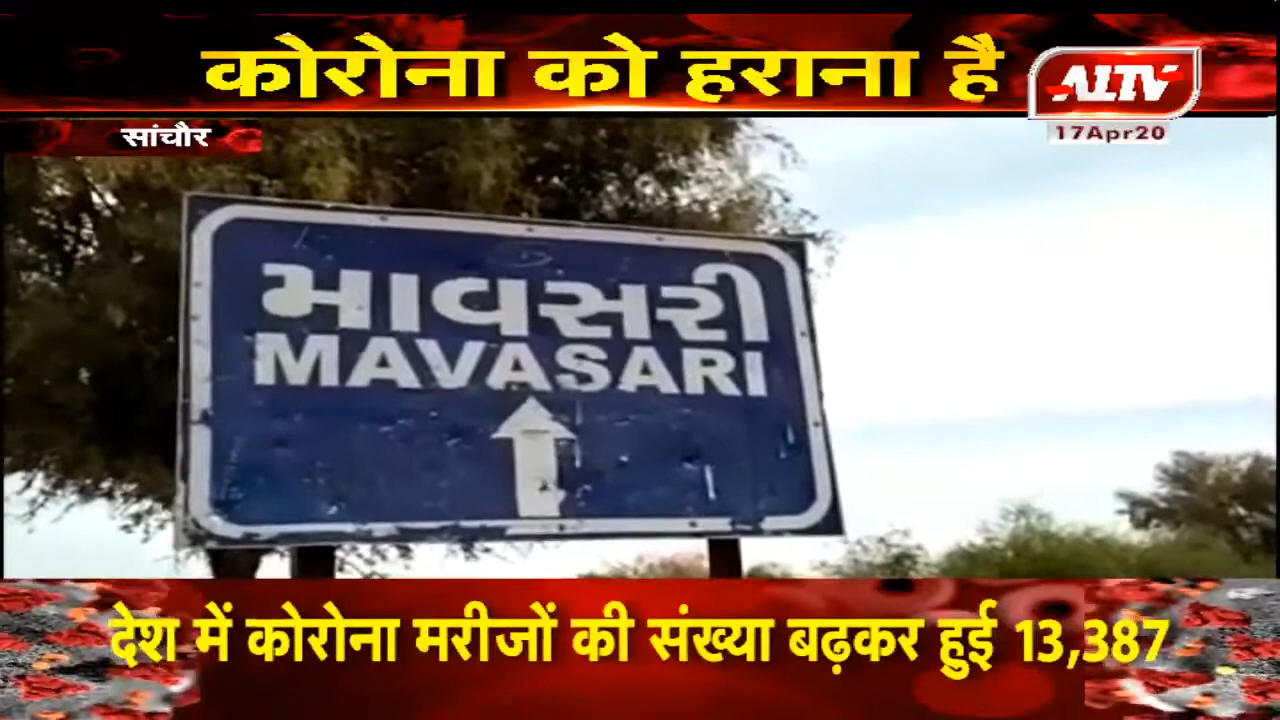 कोरोना को हराना है
ALTV
17Apr20
सांचौर
માવસરી
MAVASARI
देश में कोरोना मरीजों की संख्या बढ़कर हुई 13,387